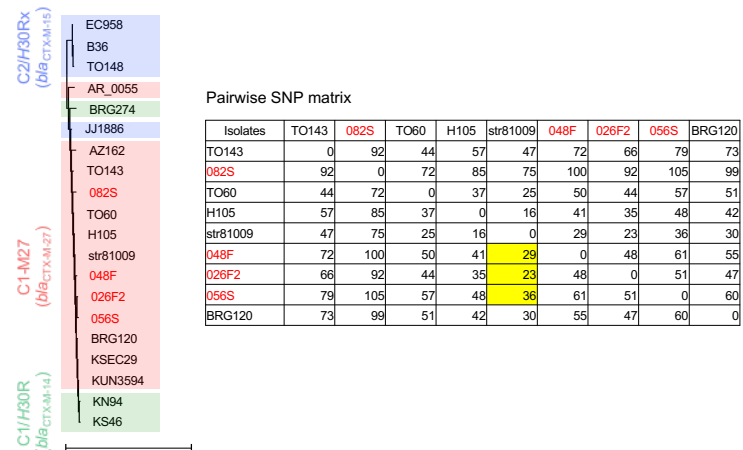 C2/H30Rx
(blaCTX-M-15)
C1-M27
(blaCTX-M-27)
C1/H30R
(blaCTX-M-14)
EC958
B36
TO148
AR_0055
BRG274
JJ1886
AZ162
TO143
082S
TO60
H105
str81009
048F
026F2
056S
BRG120
KSEC29
KUN3594
KN94
KS46
Pairwise SNP matrix
Isolates TO143 082S TO60 H105 str81009 048F 026F2 056S BRG120
TO143 0 92 44 57 47 72 66 79 73
082S 92 0 72 85 75 100 92 105 99
TO60 44 72 0 37 25 50 44 57 51
H105 57 85 37 0 16 41 35 48 42
str81009 47 75 25 16 0 29 23 36 30
048F 72 100 50 41 29 0 48 61 55
026F2 66 92 44 35 23 48 0 51 47
056S 79 105 57 48 36 61 51 0 60
BRG120 73 99 51 42 30 55 47 60 0